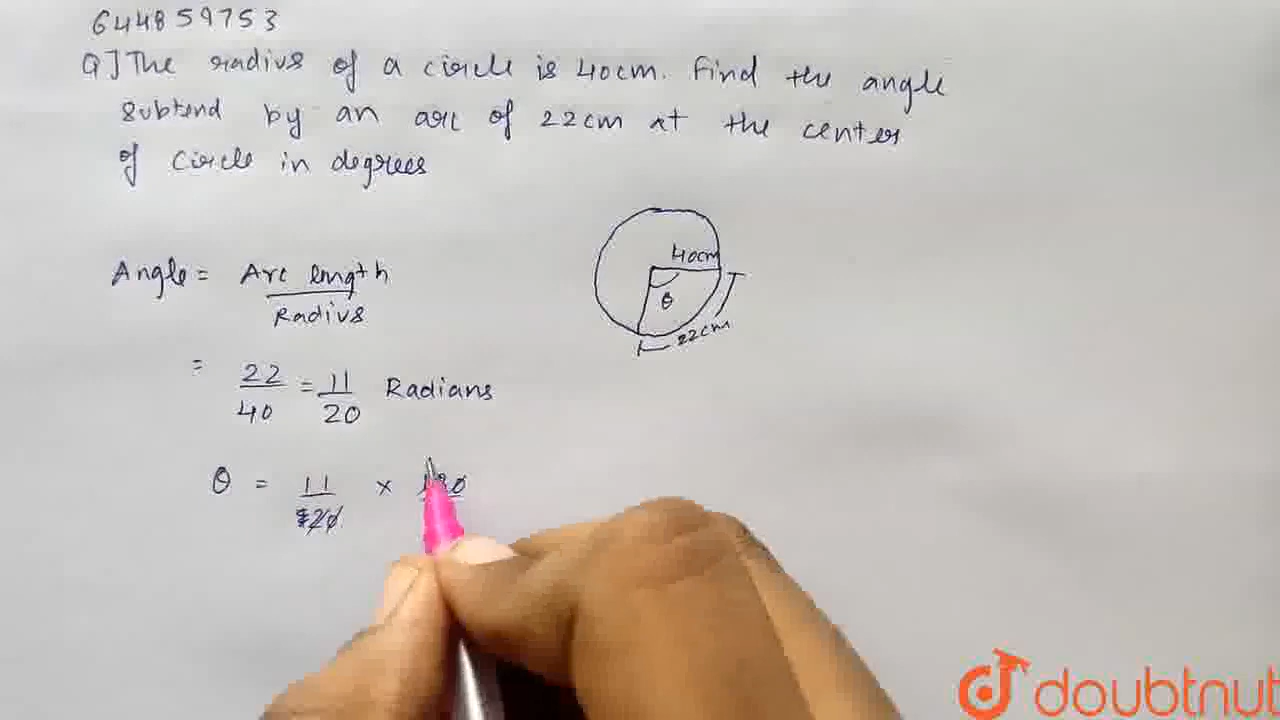 644859753
Q] The radius of a circle is 40cm. Find the angle
subtend by an arc of 22cm at the center
of circle in degrees
Angle = Arc length
Radius
40cm
θ
22cm
= 22 = 11 Radians
40 20
θ = 11 ×
20
doubtnut